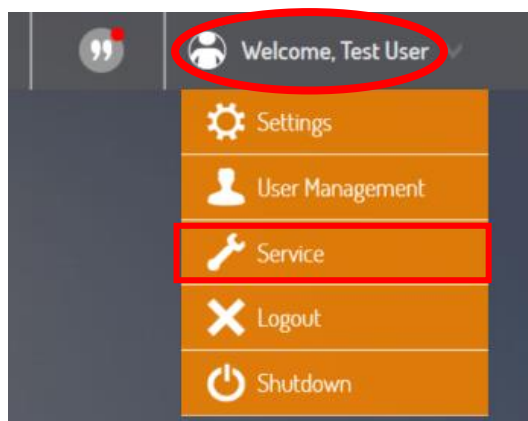 Welcome, Test User
Settings
User Management
Service
Logout
Shutdown